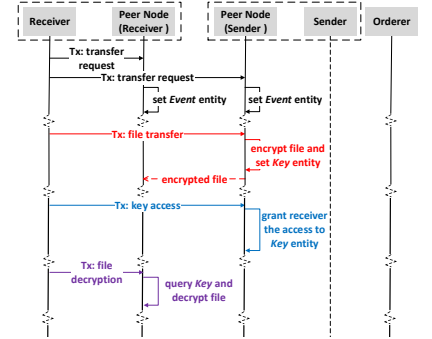 Receiver
Peer Node
(Receiver )
Peer Node
(Sender )
Sender
Orderer
Tx: transfer
request
Tx: transfer request
set Event entity
set Event entity
Tx: file transfer
encrypt file and
set Key entity
encrypted file
Tx: key access
grant receiver
the access to
Key entity
Tx: file
decryption
query Key and
decrypt file